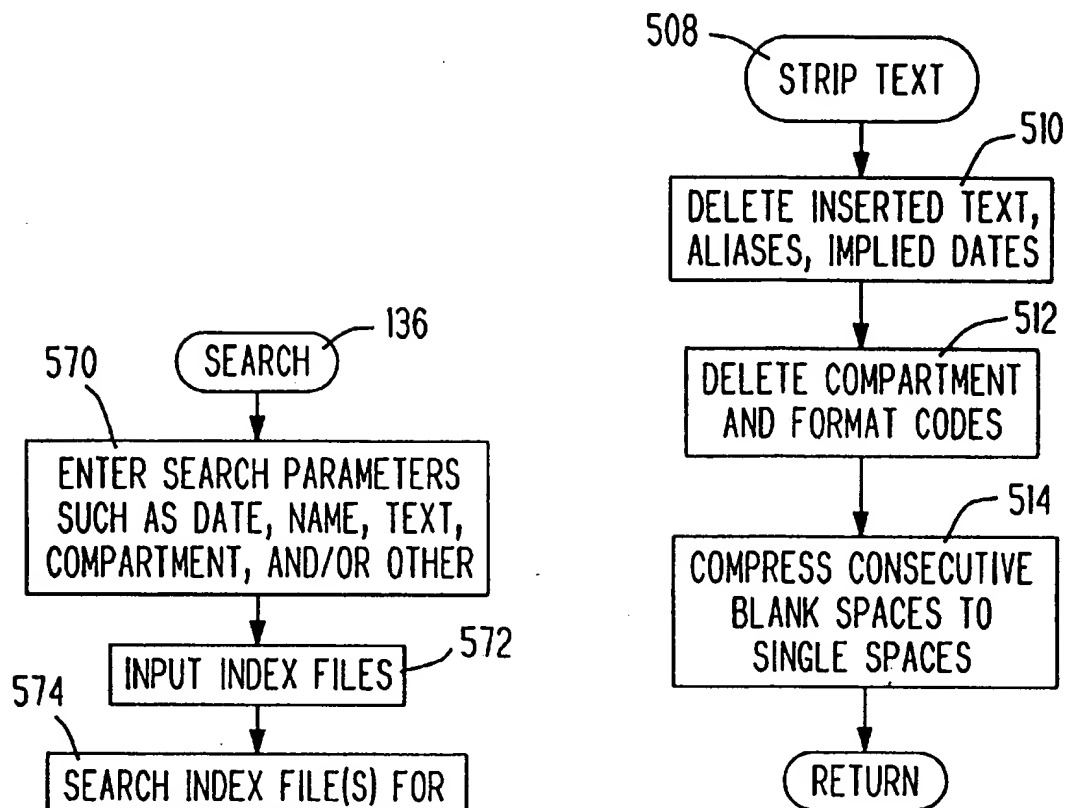 136
SEARCH
570
ENTER SEARCH PARAMETERS
SUCH AS DATE, NAME, TEXT,
COMPARTMENT, AND/OR OTHER
572
INPUT INDEX FILES
574
SEARCH INDEX FILE(S) FOR
508
STRIP TEXT
510
DELETE INSERTED TEXT,
ALIASES, IMPLIED DATES
512
DELETE COMPARTMENT
AND FORMAT CODES
514
COMPRESS CONSECUTIVE
BLANK SPACES TO
SINGLE SPACES
RETURN